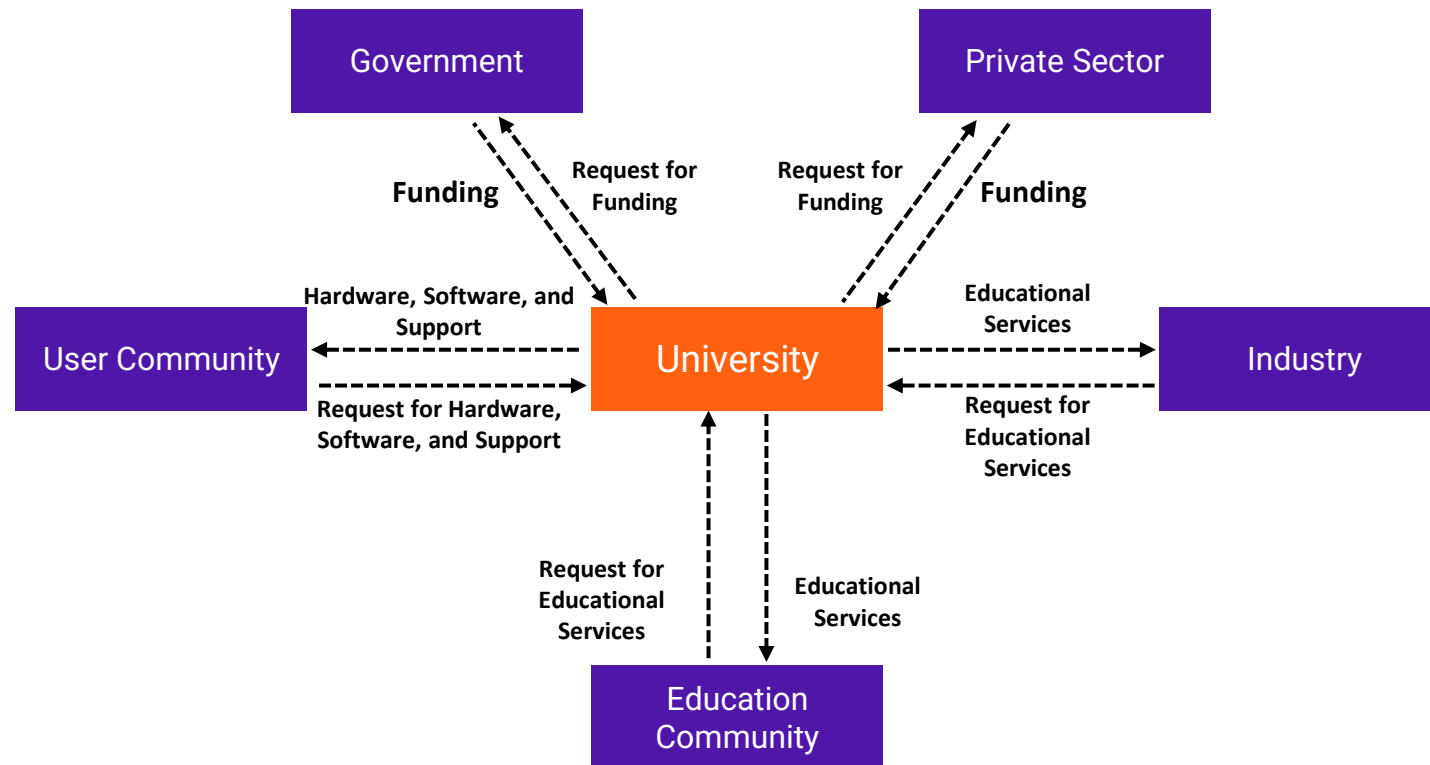 Government
Private Sector
Request for
Funding
Funding
Request for
Funding
Funding
Hardware, Software, and
Support
Educational
Services
User Community
University
Industry
Request for Hardware,
Software, and Support
Request for
Educational
Services
Request for
Educational
Services
Educational
Services
Education
Community